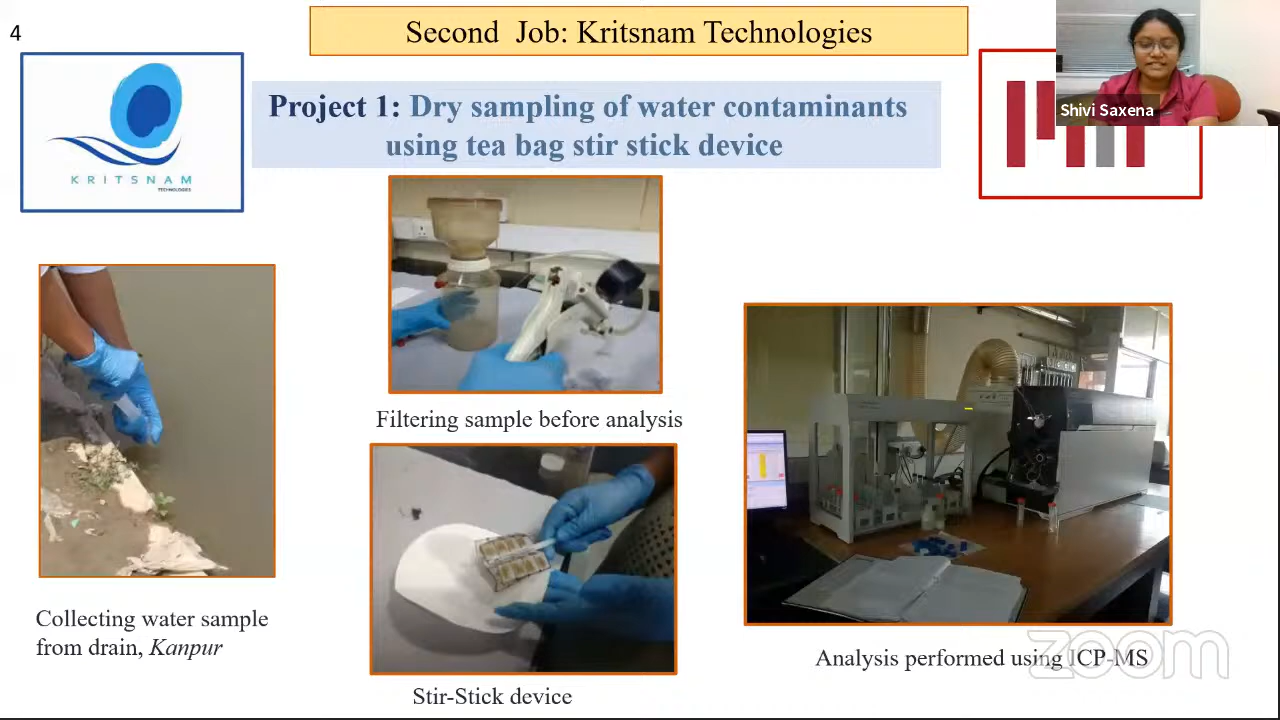 4
Second Job: Kritsnam Technologies
Shivi Saxena
KRITSNAM
TECHNOLOGIES
Project 1: Dry sampling of water contaminants
using tea bag stir stick device
Filtering sample before analysis
Collecting water sample
from drain, Kanpur
Stir-Stick device
Analysis performed using ICP-MS
zoom